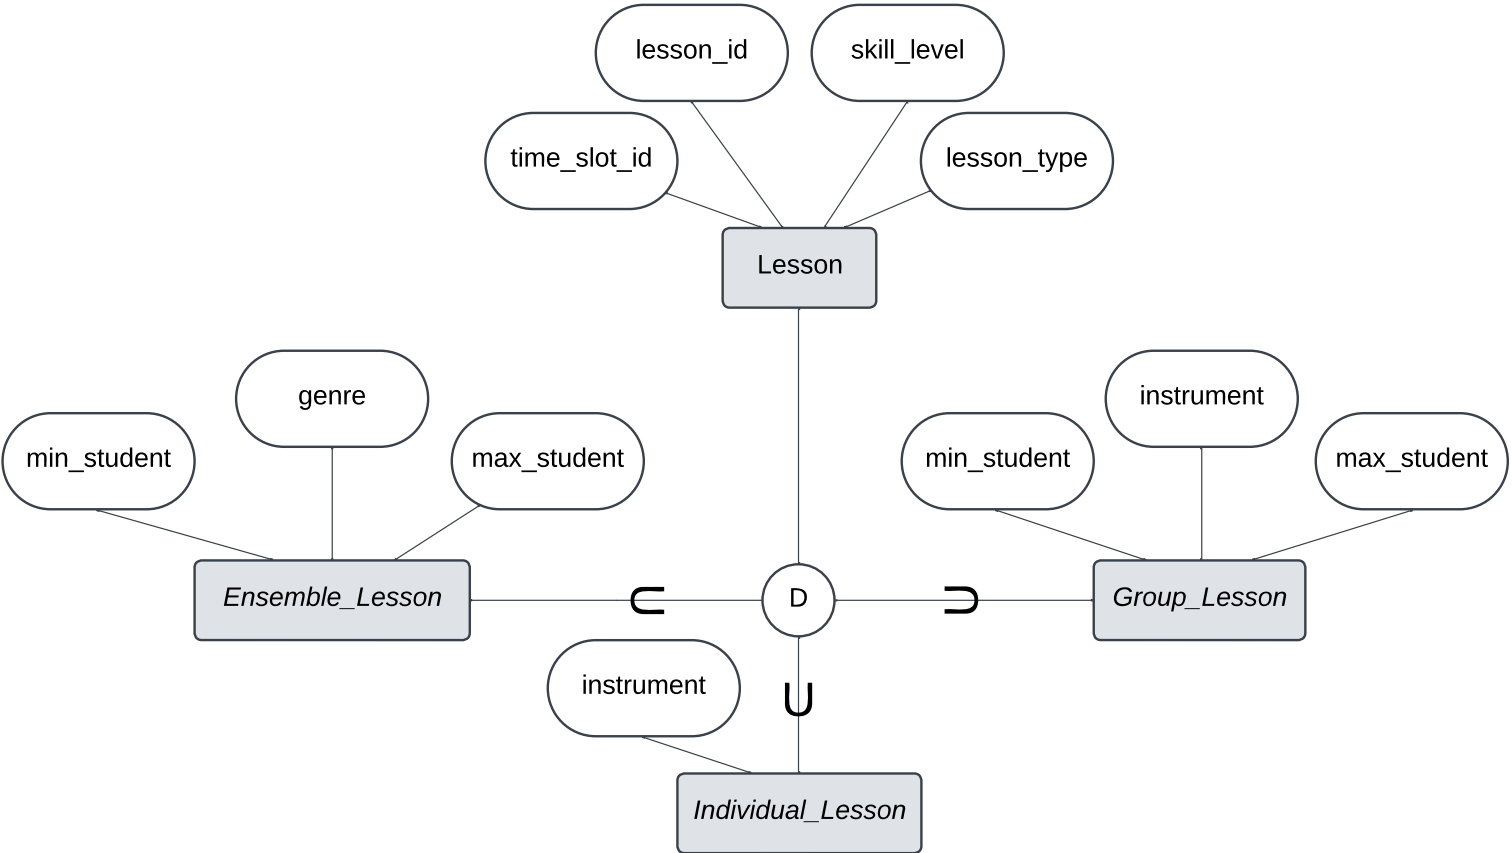 lesson_id
skill_level
time_slot_id
lesson_type
Lesson
genre
instrument
min_student
max_student
min_student
max_student
Ensemble_Lesson
D
Group_Lesson
instrument
Individual_Lesson